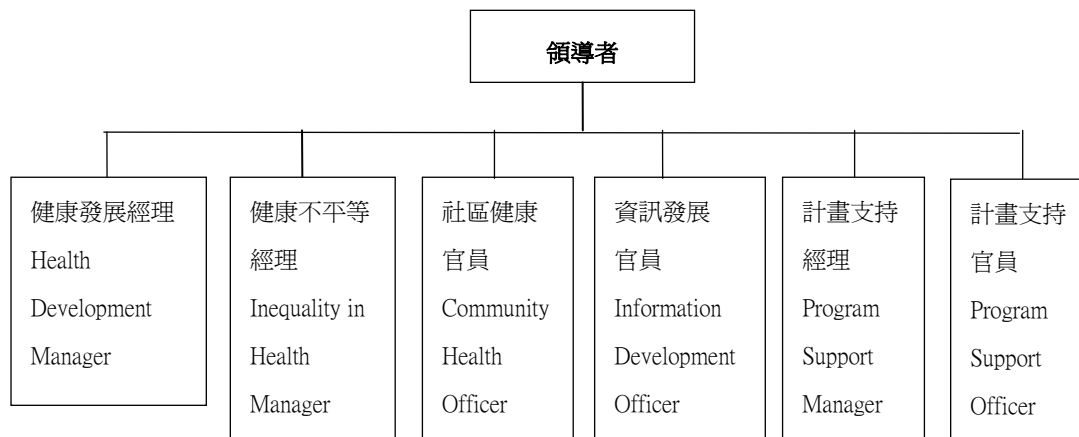 領導者
健康發展經理
Health
Development
Manager
健康不平等
經理
Inequality in
Health
Manager
社區健康
官員
Community
Health
Officer
資訊發展
官員
Information
Development
Officer
計畫支持
經理
Program
Support
Manager
計畫支持
官員
Program
Support
Officer